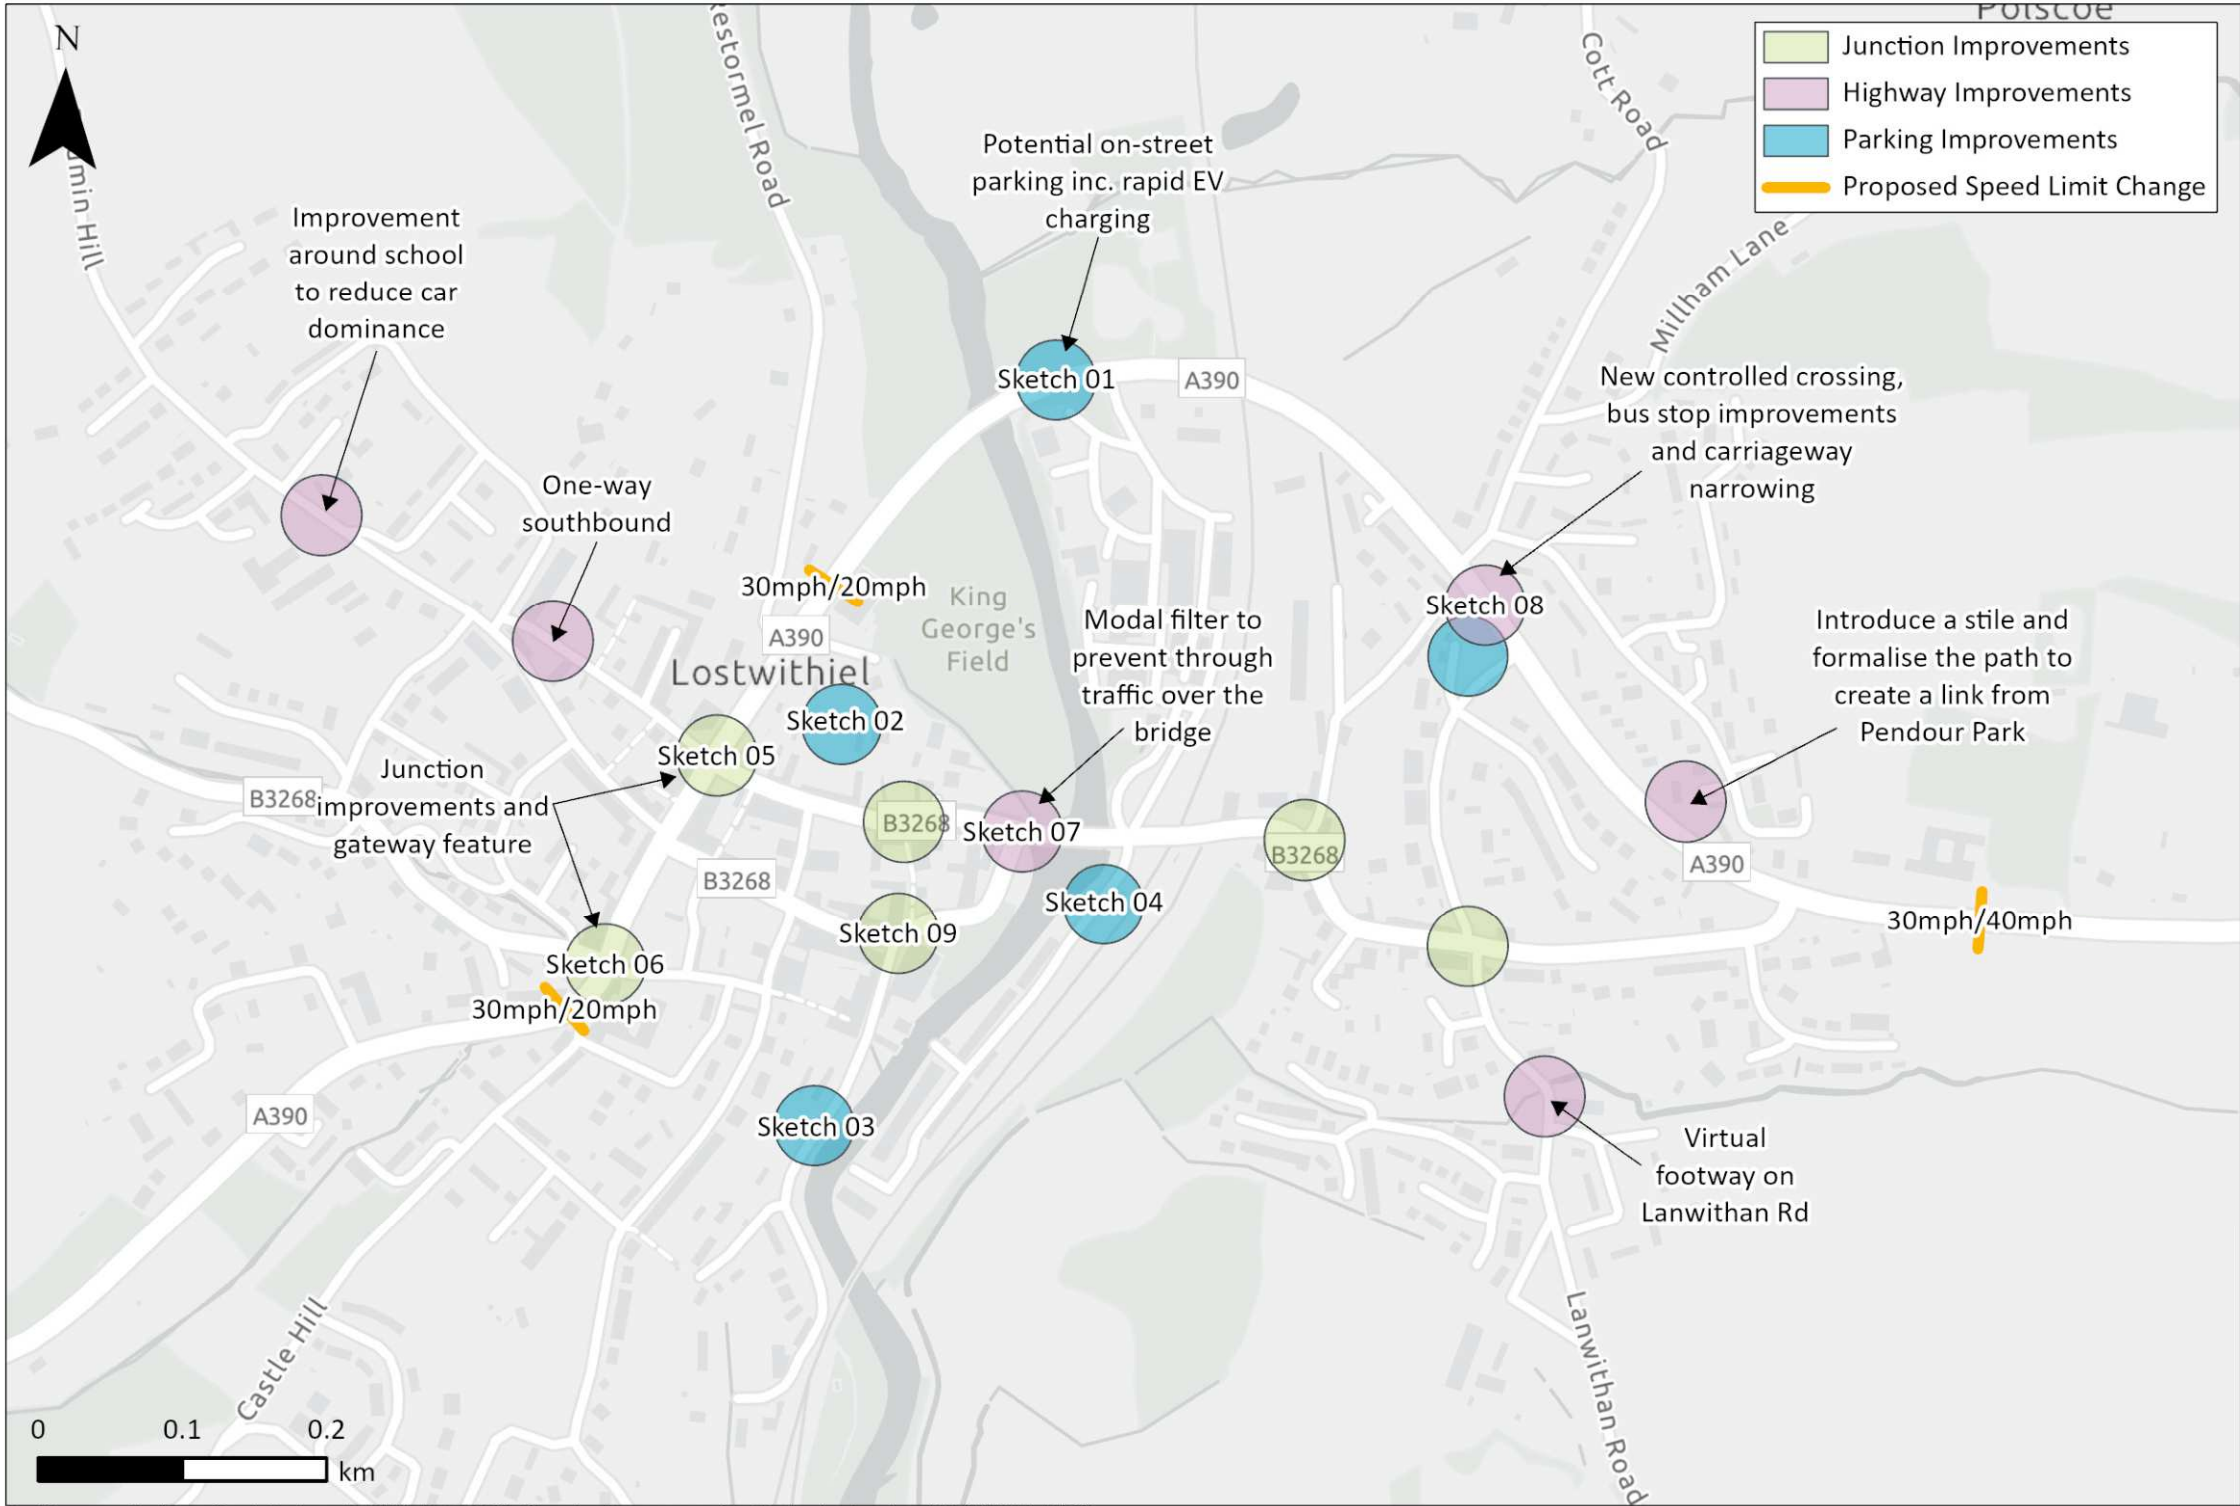 Polscoe
N
Junction Improvements
Highway Improvements
Parking Improvements
Proposed Speed Limit Change
Restormel Road
Cott Road
Hill
Potential on-street
parking inc. rapid EV
charging
Improvement
around school
to reduce car
dominance
Millham Lane
Sketch 01
A390
New controlled crossing,
bus stop improvements
and carriageway
narrowing
One-way
southbound
30mph/20mph
King
George's
Field
A390
Lostwithiel
Modal filter to
prevent through
traffic over the
bridge
Sketch 08
Introduce a stile and
formalise the path to
create a link from
Pendour Park
Sketch 02
Sketch 05
Junction
improvements and
gateway feature
B3268
B3268
Sketch 07
B3268
B3268
A390
Sketch 04
Sketch 09
30mph/40mph
Sketch 06
30mph/20mph
A390
Sketch 03
Virtual
footway on
Lanwithan Rd
Castle Hill
Lanwithan Road
0 0.1 0.2
km